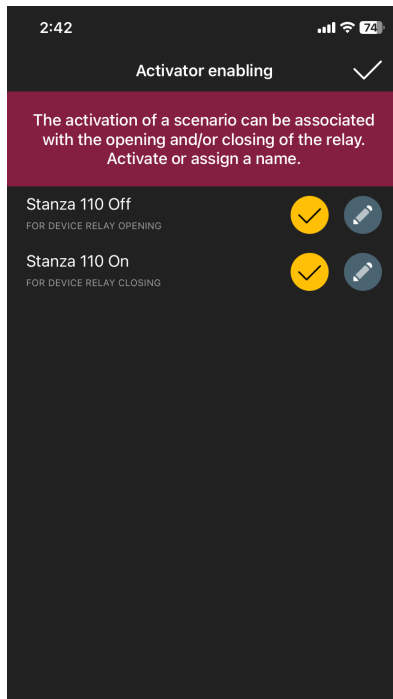 2:42
74
Activator enabling
The activation of a scenario can be associated
with the opening and/or closing of the relay.
Activate or assign a name.
Stanza 110 Off
FOR DEVICE RELAY OPENING
Stanza 110 On
FOR DEVICE RELAY CLOSING